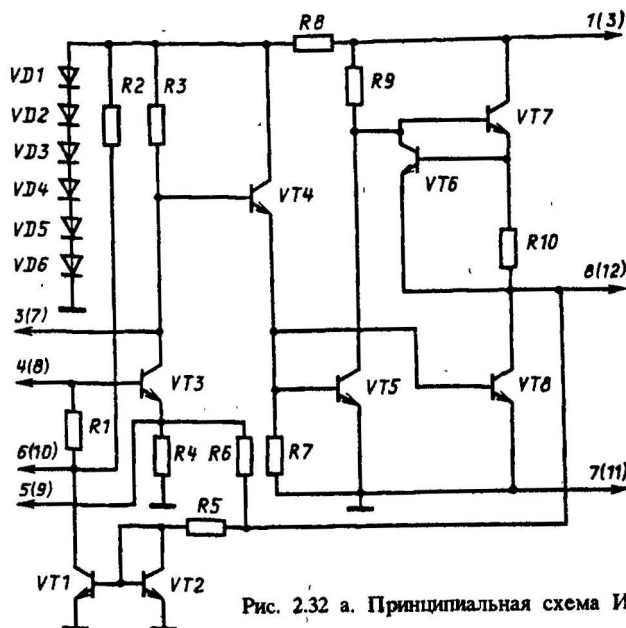 R8
1(3)
VD1
R2
R3
R9
VD2
VT7
VD3
VT6
VD4
VT4
R10
VD5
VD6
8(12)
3(7)
4(8)
VT3
VT5
VT8
R1
6(10)
R4
R6
R7
5(9)
7(11)
R5
VT1
VT2
Рис. 2.32 а. Принципиальная схема И